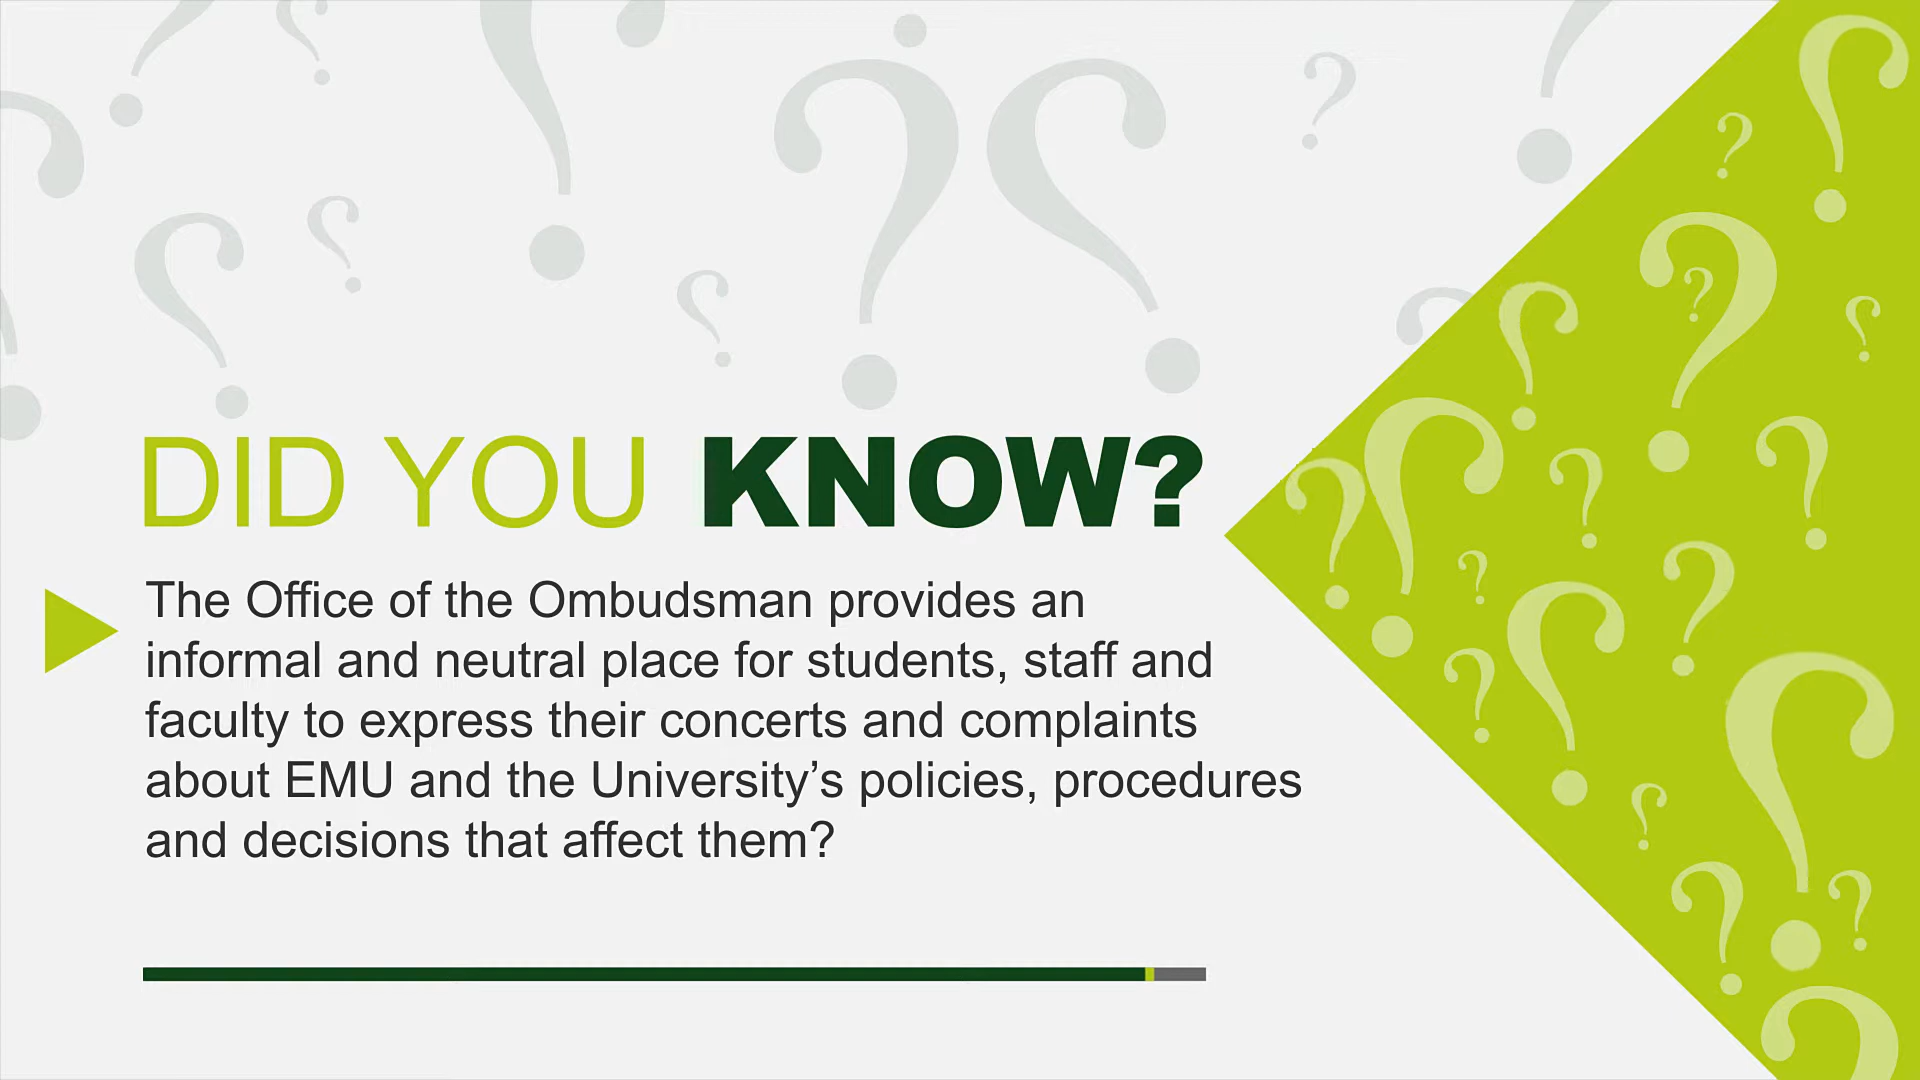 DID YOU KNOW?
The Office of the Ombudsman provides an
informal and neutral place for students, staff and
faculty to express their concerts and complaints
about EMU and the University’s policies, procedures
and decisions that affect them?